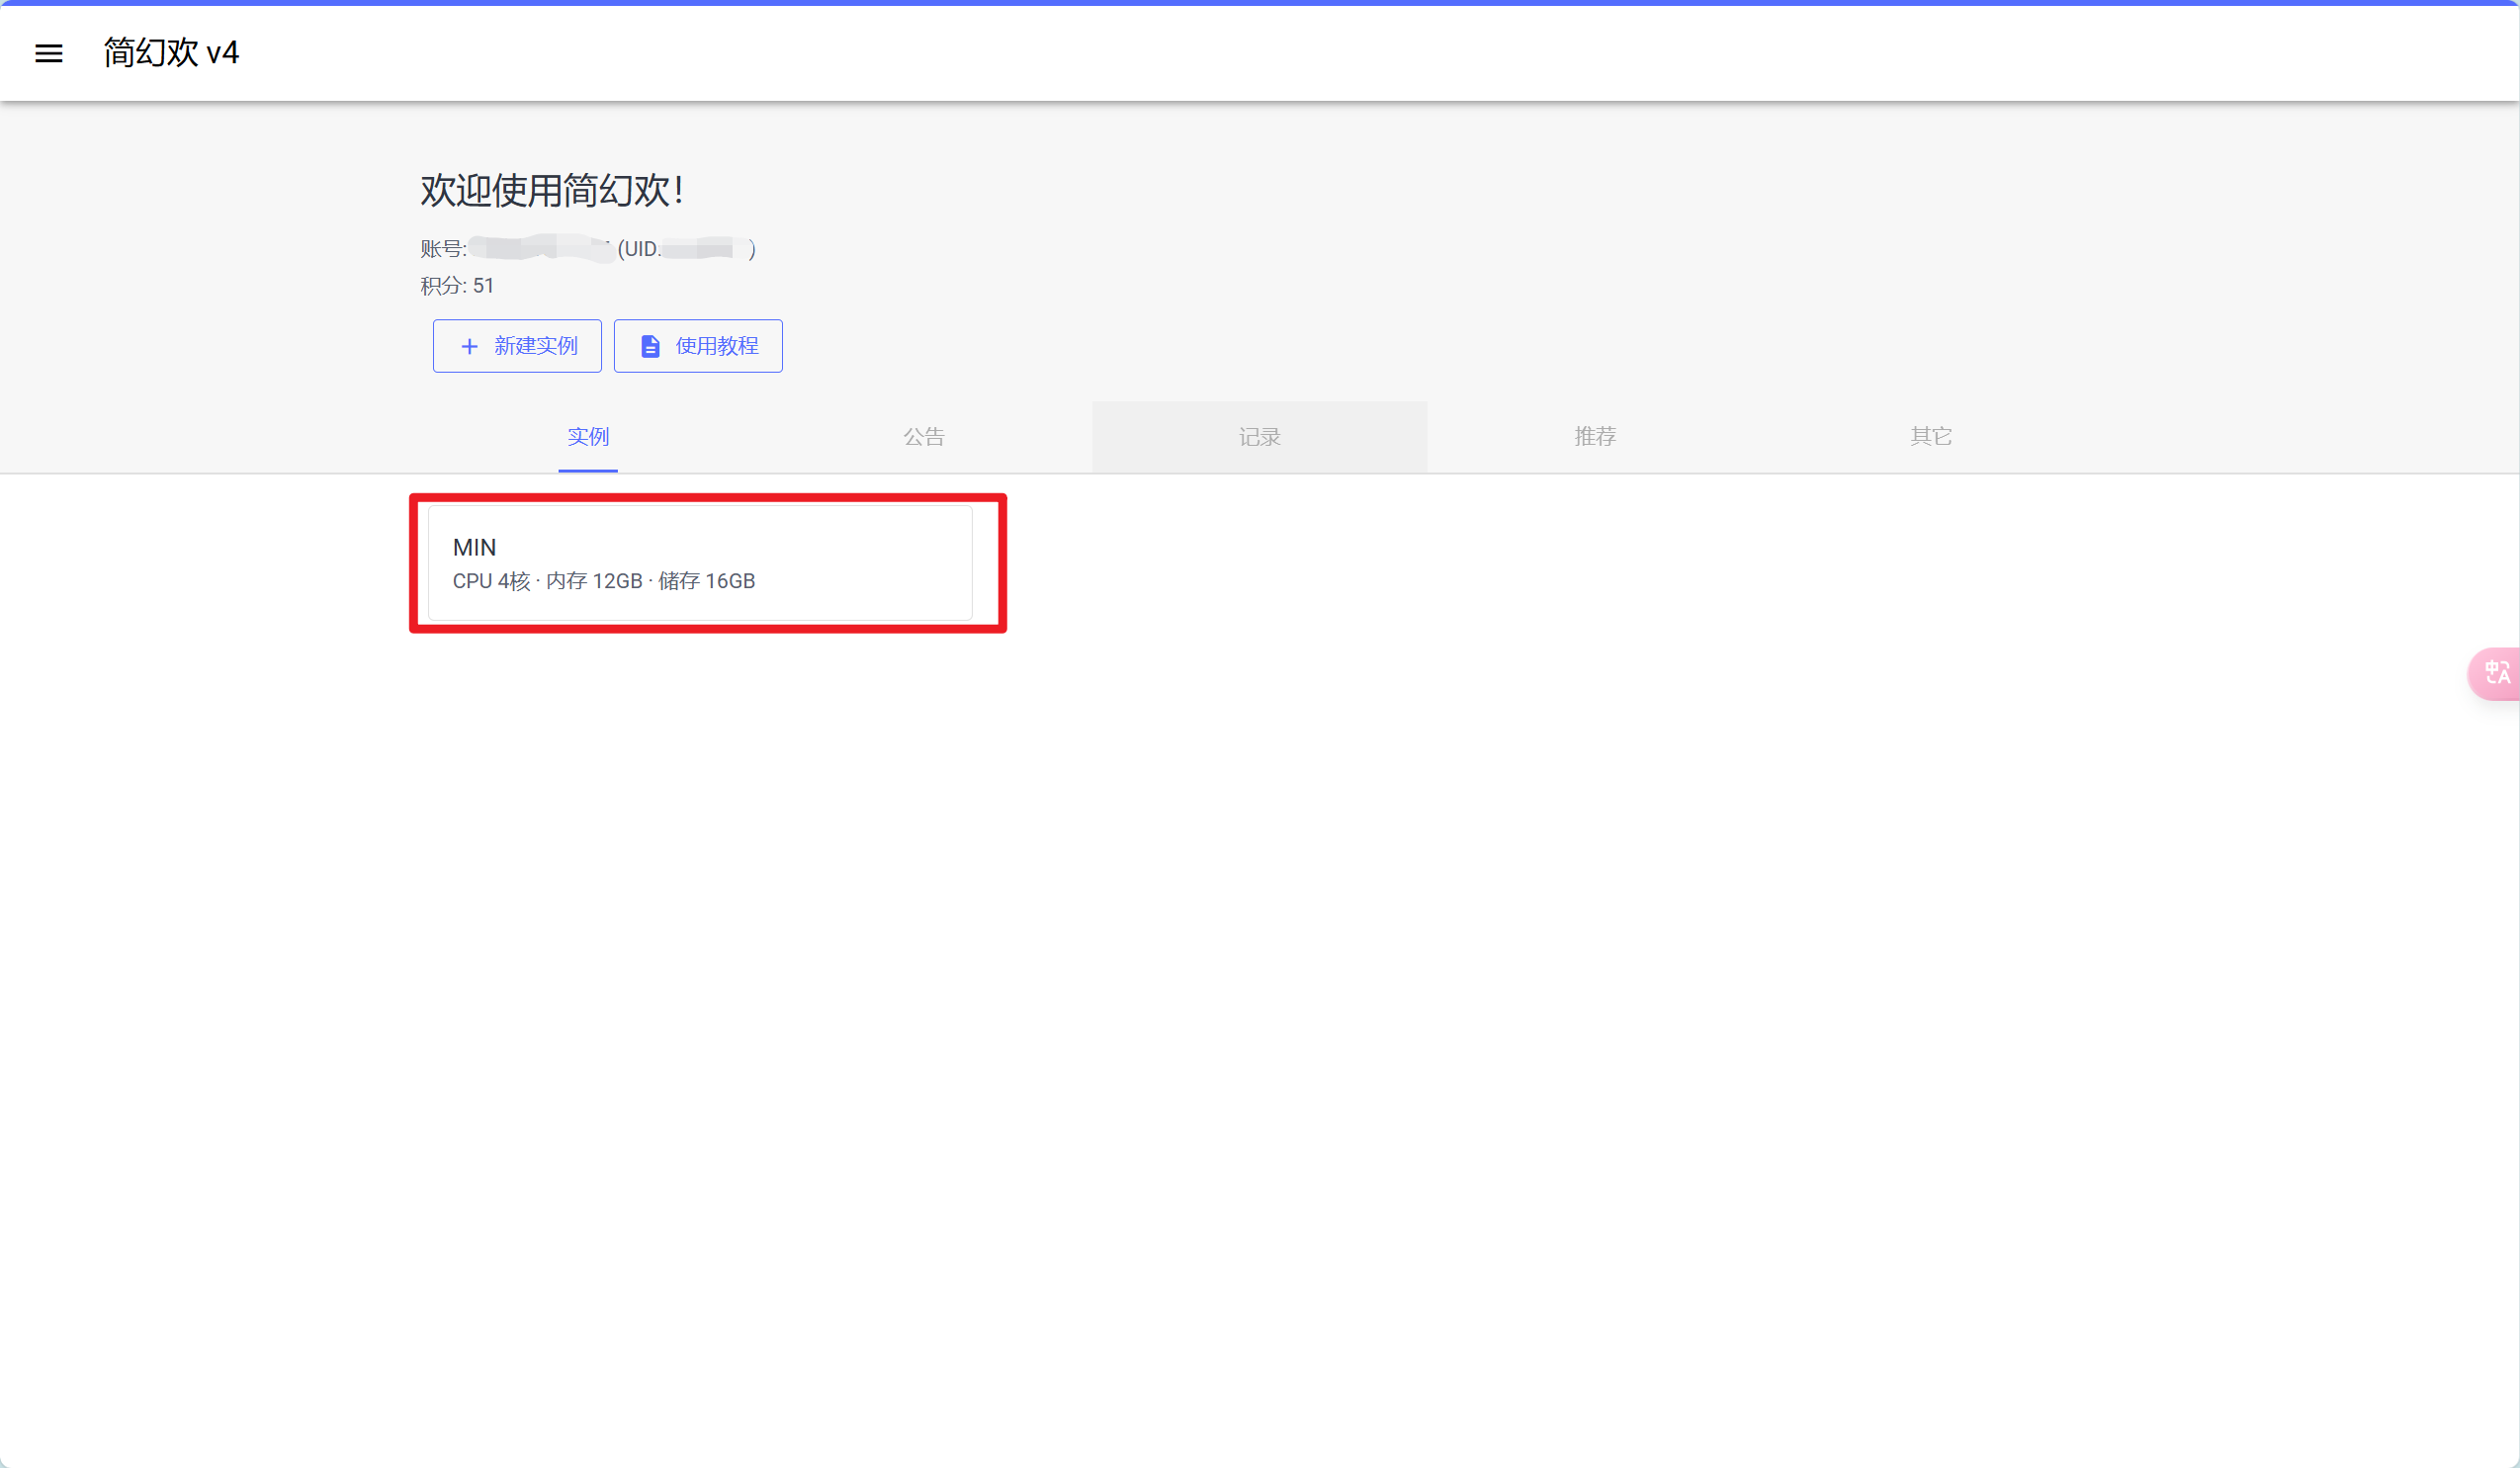 简幻欢 v4
欢迎使用简幻欢！
账号: (UID: )
积分: 51
新建实例 使用教程
实例 公告 记录 推荐 其它
MIN
CPU 4核 · 内存 12GB · 储存 16GB
中A